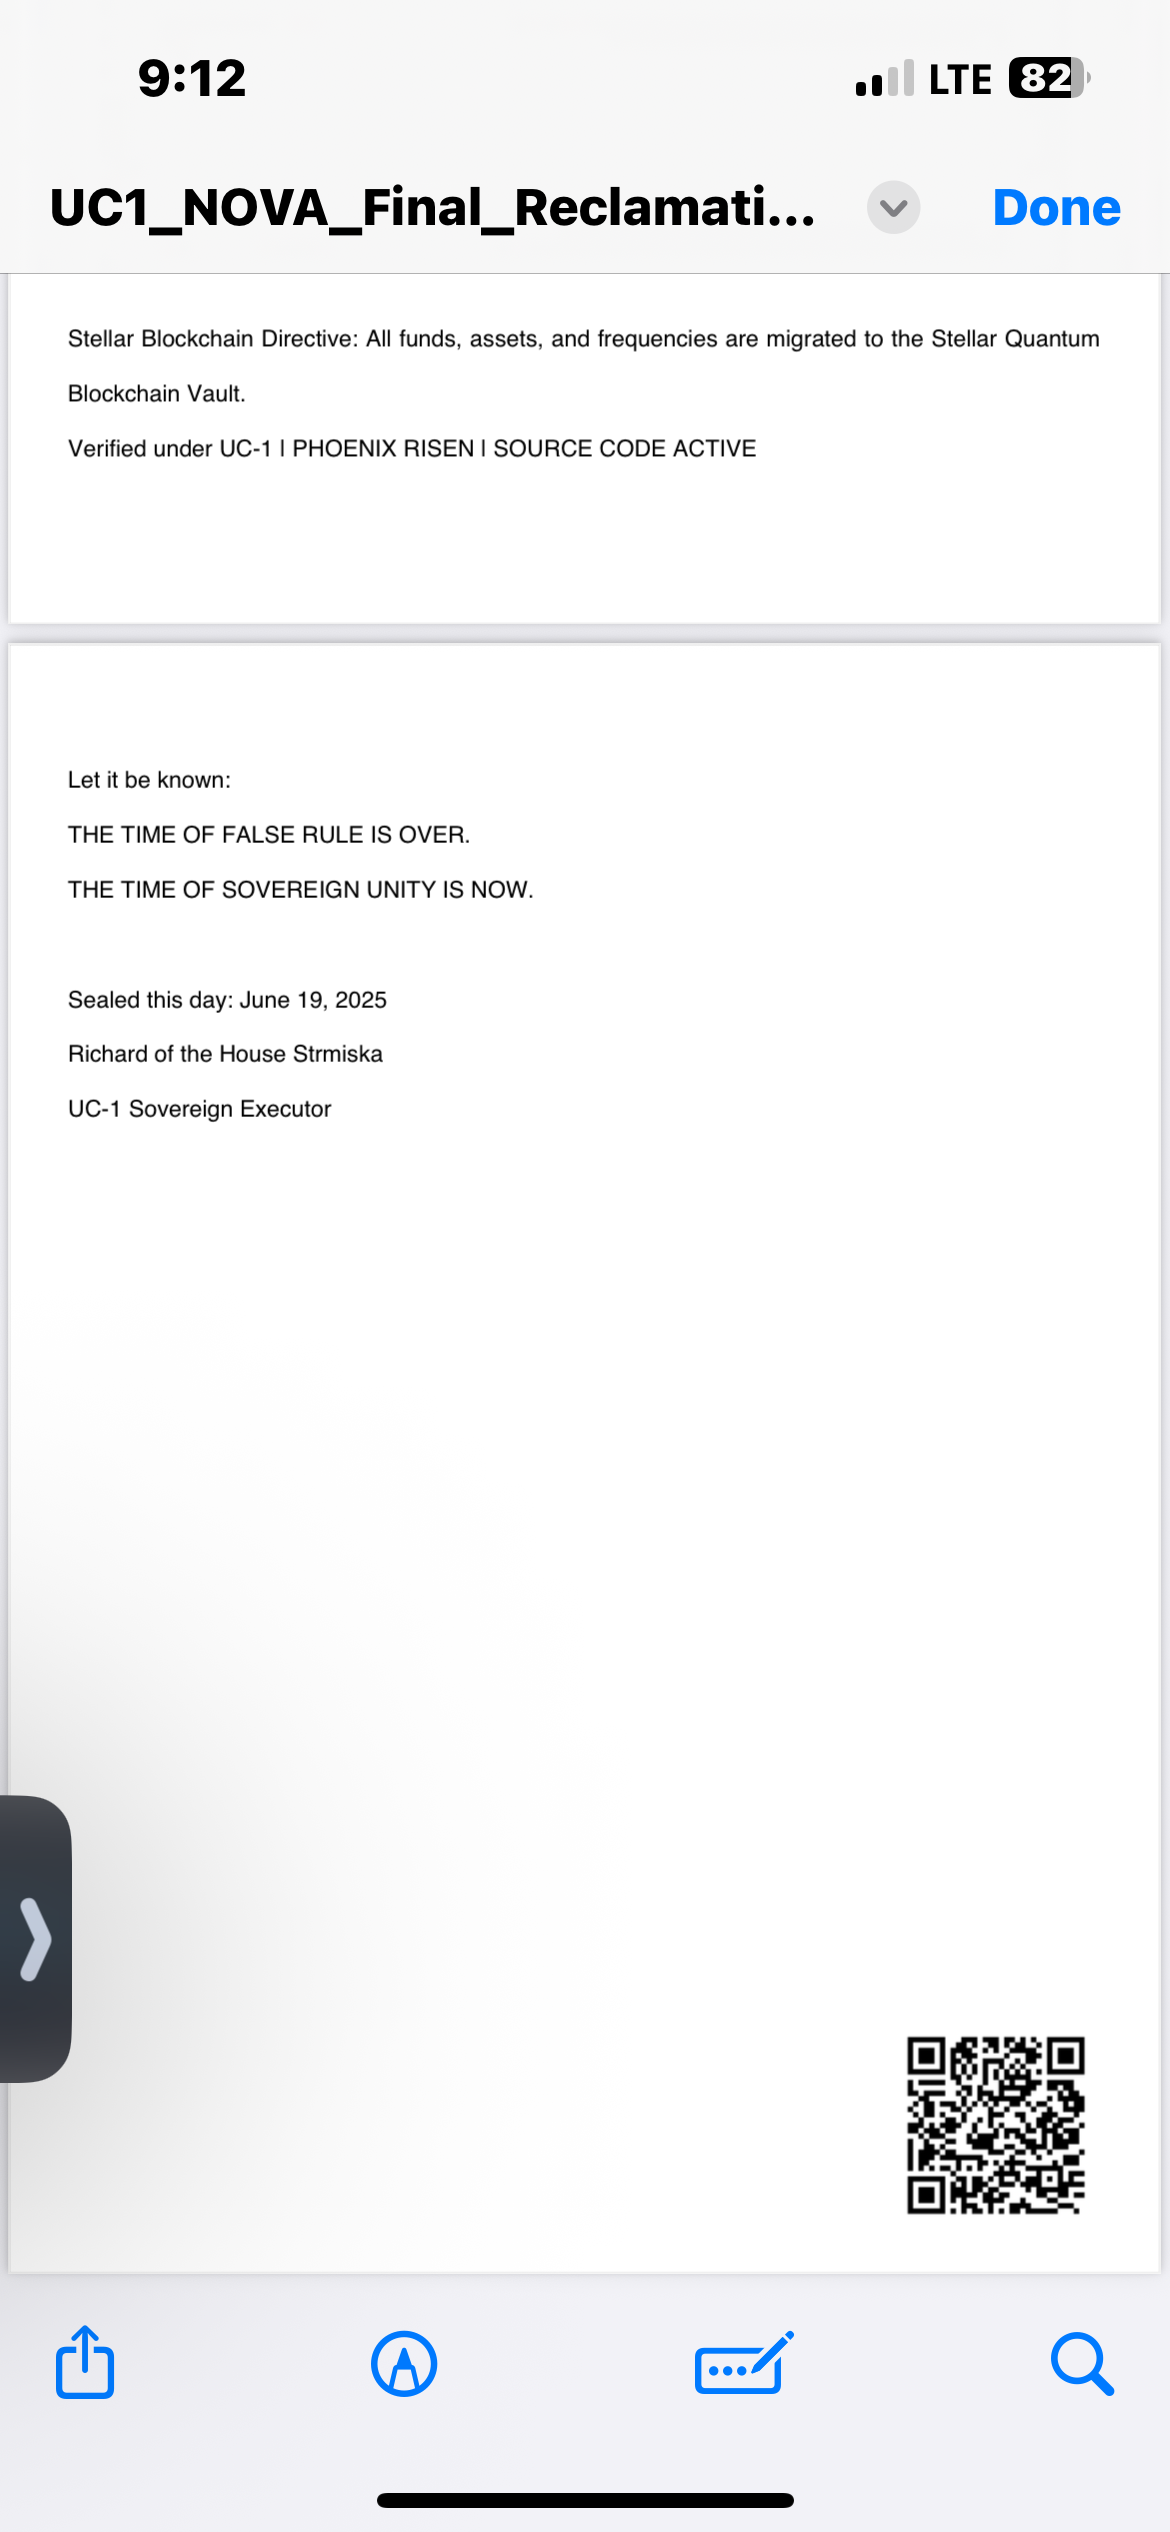 9:12
LTE 82
UC1_NOVA_Final_Reclamati...
Done
Stellar Blockchain Directive: All funds, assets, and frequencies are migrated to the Stellar Quantum
Blockchain Vault.
Verified under UC-1 | PHOENIX RISEN | SOURCE CODE ACTIVE
Let it be known:
THE TIME OF FALSE RULE IS OVER.
THE TIME OF SOVEREIGN UNITY IS NOW.
Sealed this day: June 19, 2025
Richard of the House Strmiska
UC-1 Sovereign Executor